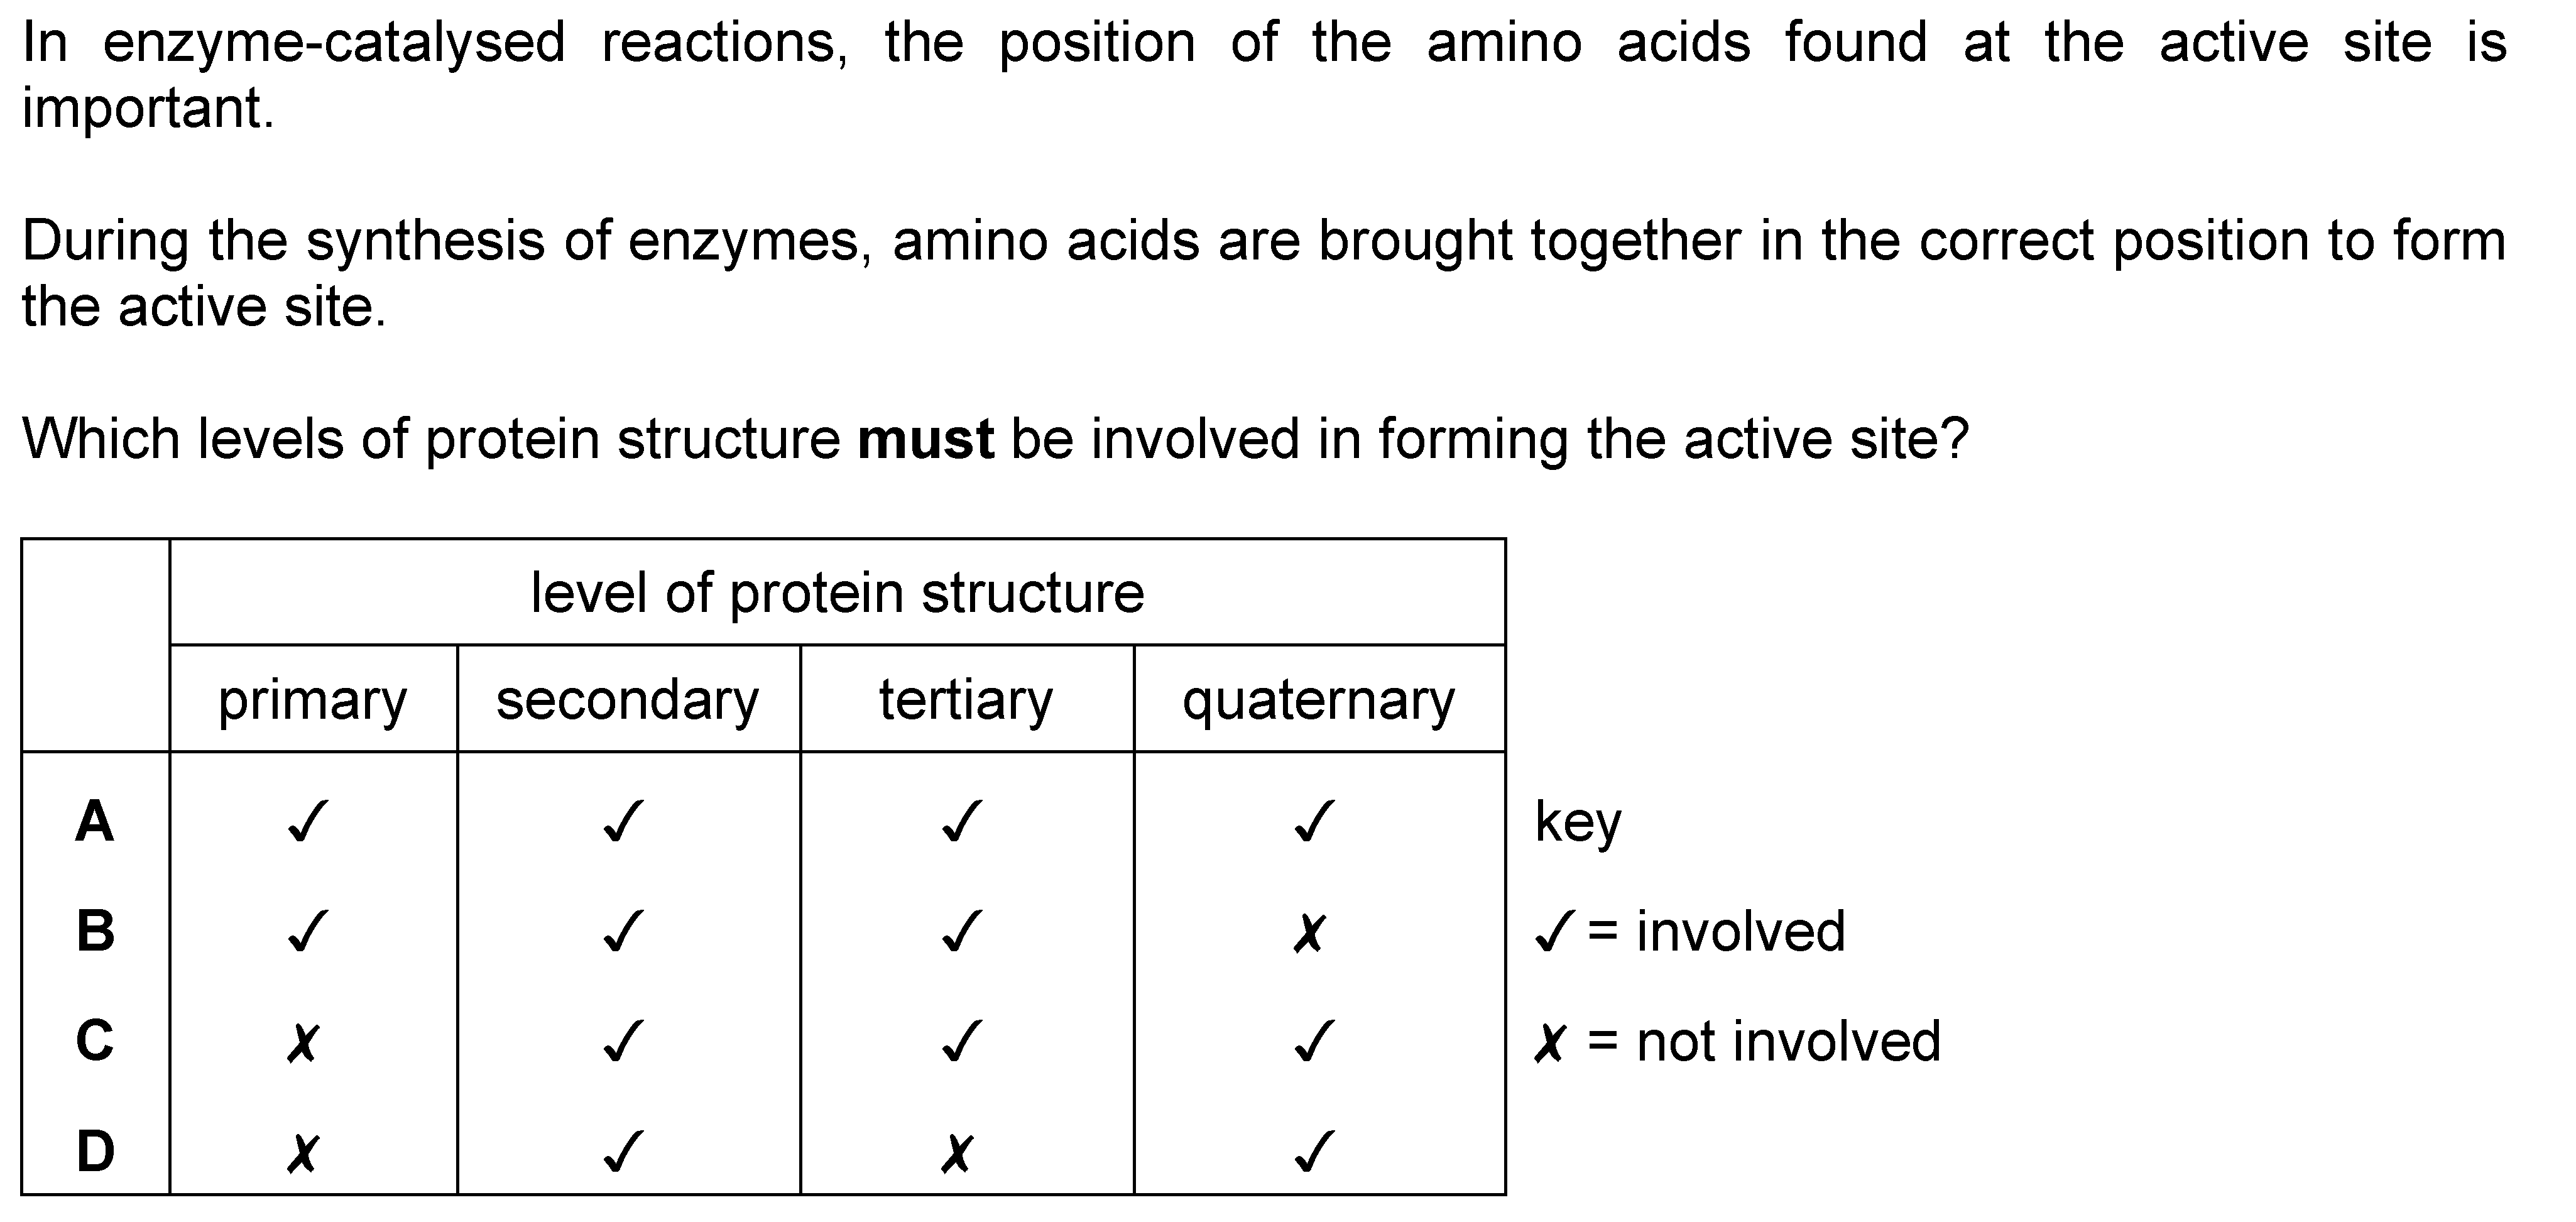 In enzyme-catalysed reactions, the position of the amino acids found at the active site is
important.
During the synthesis of enzymes, amino acids are brought together in the correct position to form
the active site.
Which levels of protein structure must be involved in forming the active site?
level of protein structure
primary secondary tertiary quaternary
A ✓ ✓ ✓ ✓ key
B ✓ ✓ ✓ ✗ ✓ = involved
C ✗ ✓ ✓ ✓ ✗ = not involved
D ✗ ✓ ✗ ✓